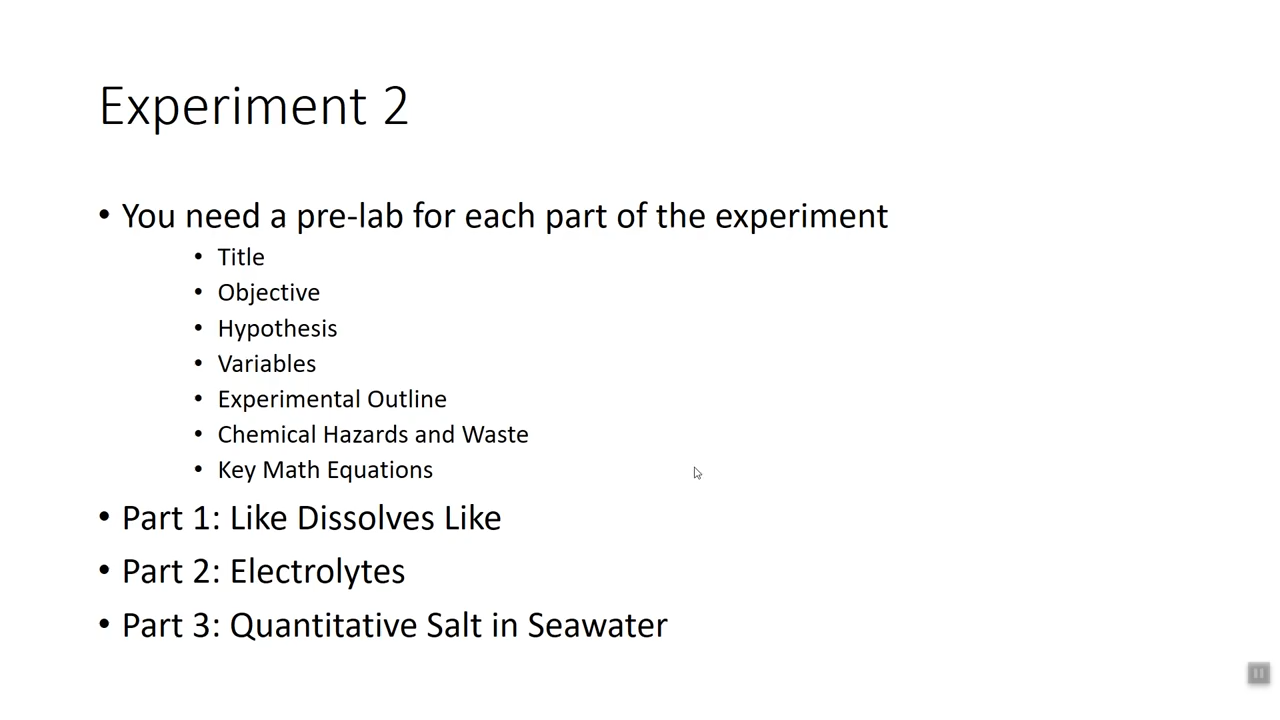 Experiment 2
• You need a pre-lab for each part of the experiment
• Title
• Objective
• Hypothesis
• Variables
• Experimental Outline
• Chemical Hazards and Waste
• Key Math Equations
• Part 1: Like Dissolves Like
• Part 2: Electrolytes
• Part 3: Quantitative Salt in Seawater